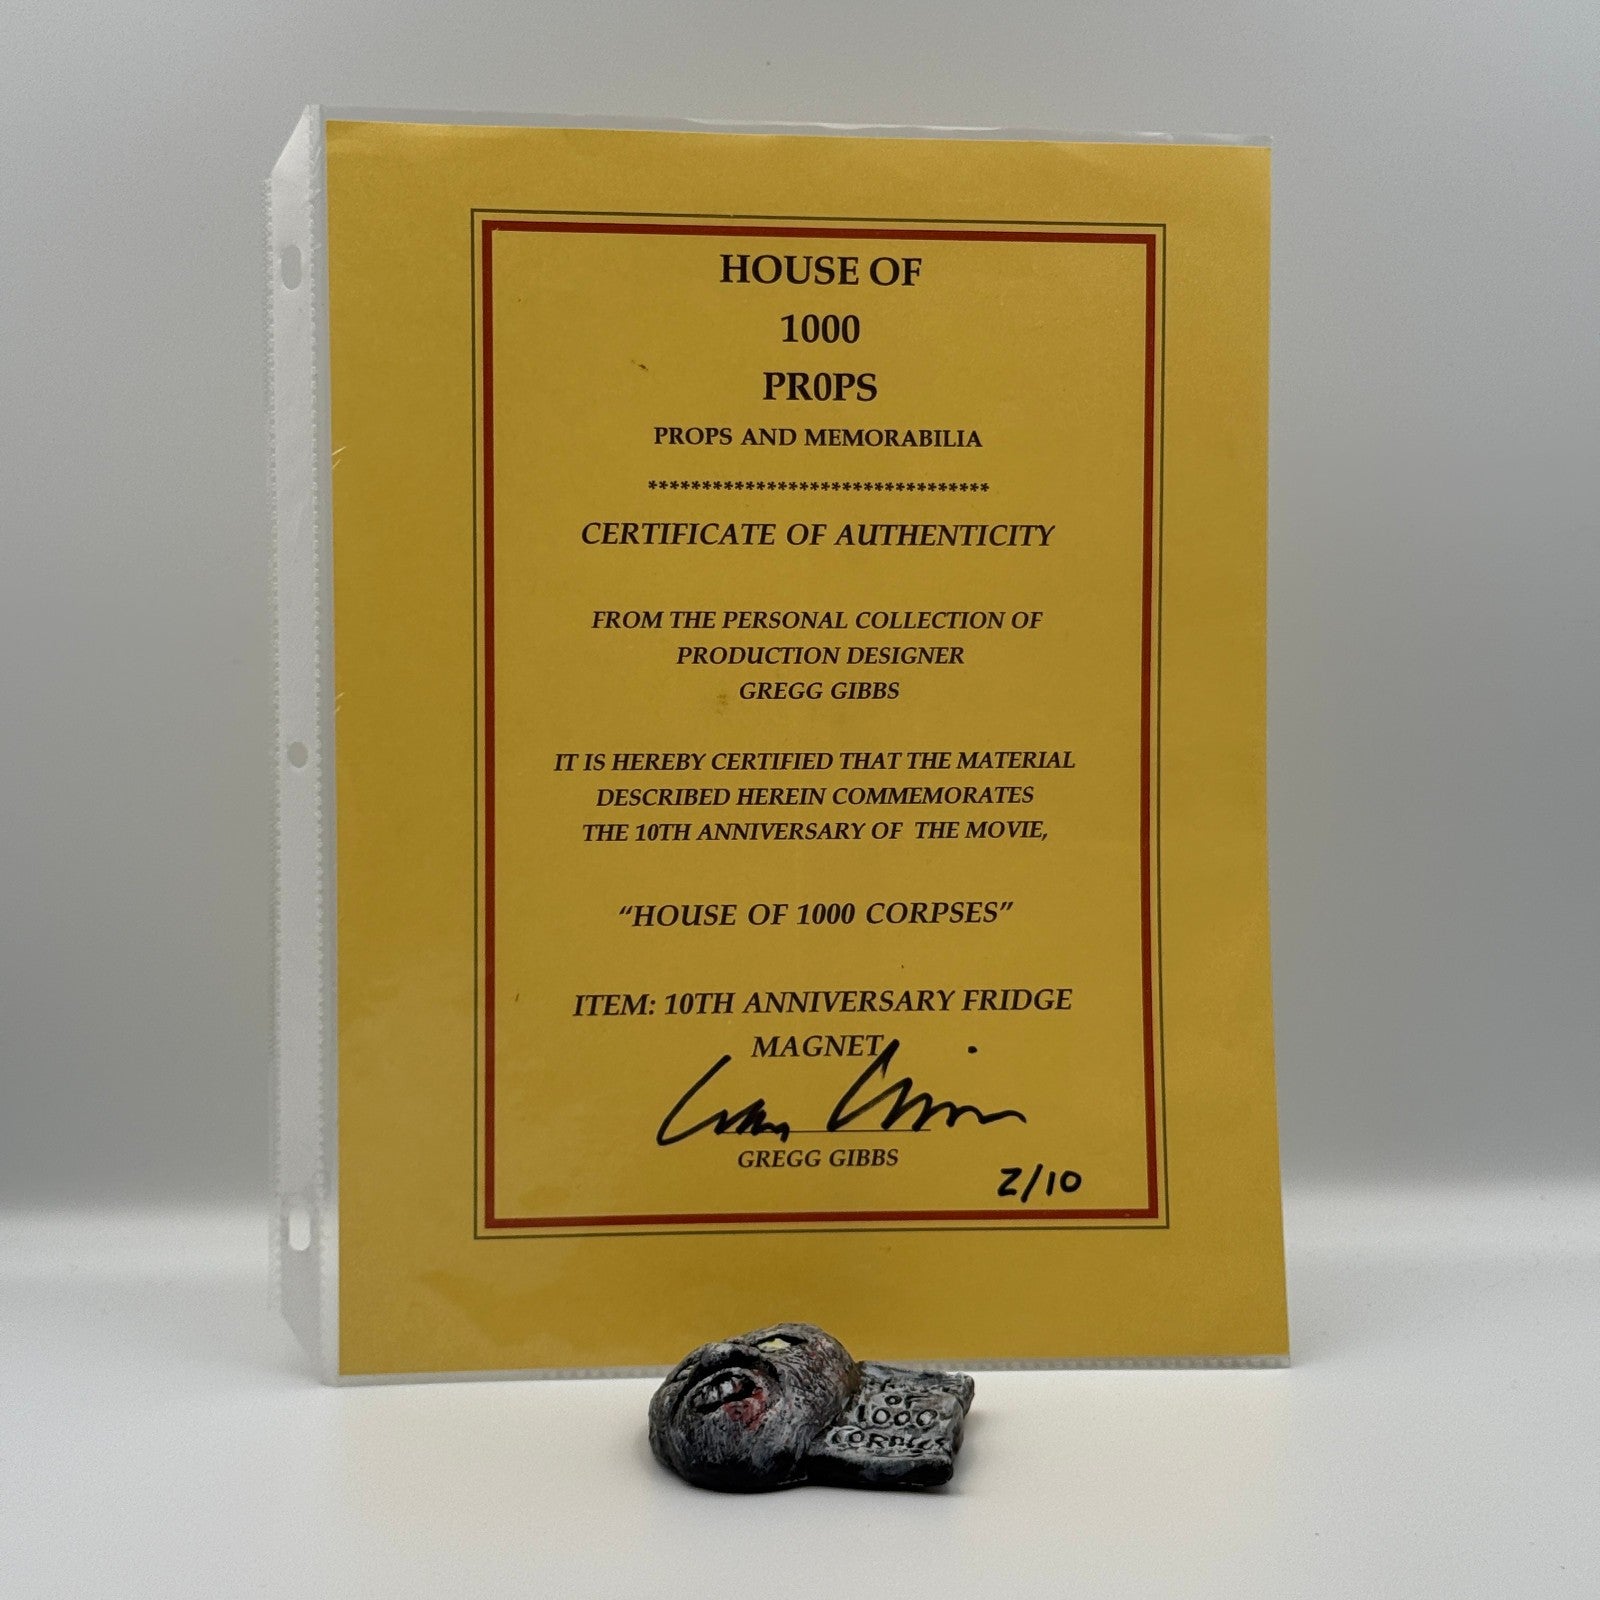 HOUSE OF
1000
PR0PS
PROPS AND MEMORABILIA
********************************
CERTIFICATE OF AUTHENTICITY
FROM THE PERSONAL COLLECTION OF
PRODUCTION DESIGNER
GREGG GIBBS
IT IS HEREBY CERTIFIED THAT THE MATERIAL
DESCRIBED HEREIN COMMEMORATES
THE 10TH ANNIVERSARY OF THE MOVIE,
“HOUSE OF 1000 CORPSES”
ITEM: 10TH ANNIVERSARY FRIDGE
MAGNET
GREGG GIBBS
2/10
OF
1000
CORPSES